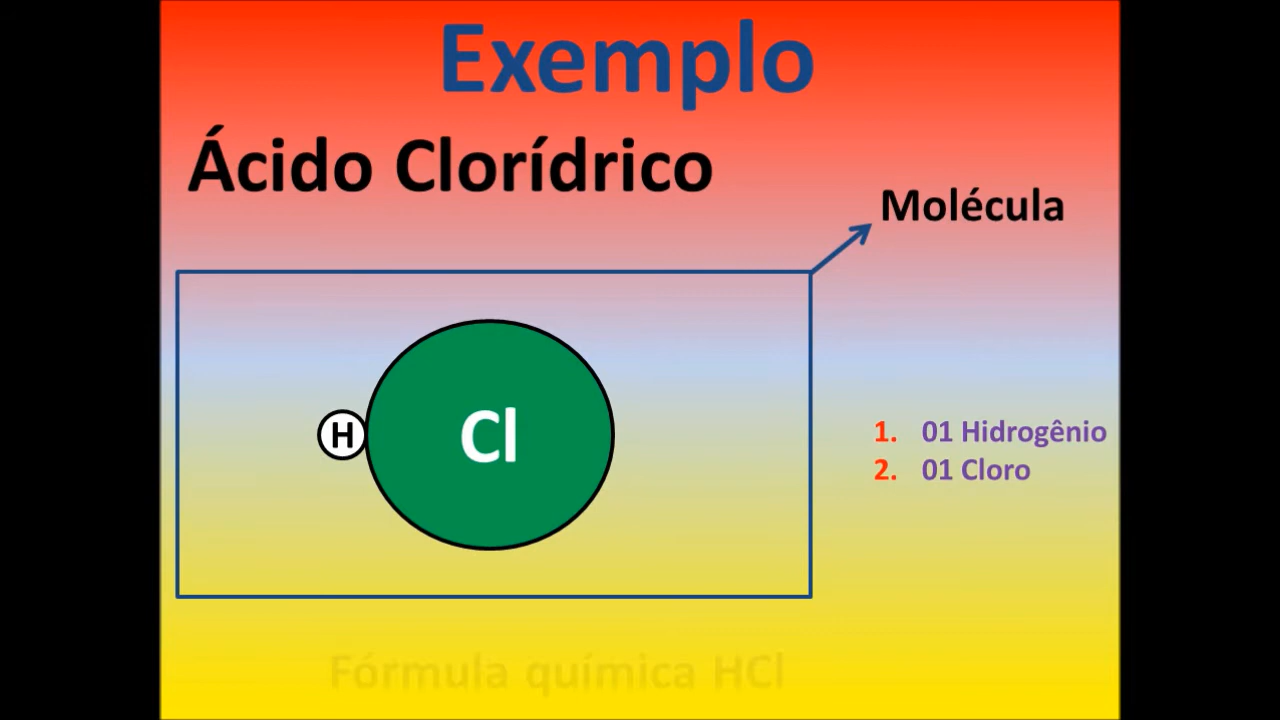 Exemplo
Ácido Clorídrico
Molécula
H
Cl
1. 01 Hidrogênio
2. 01 Cloro
Fórmula química HCl